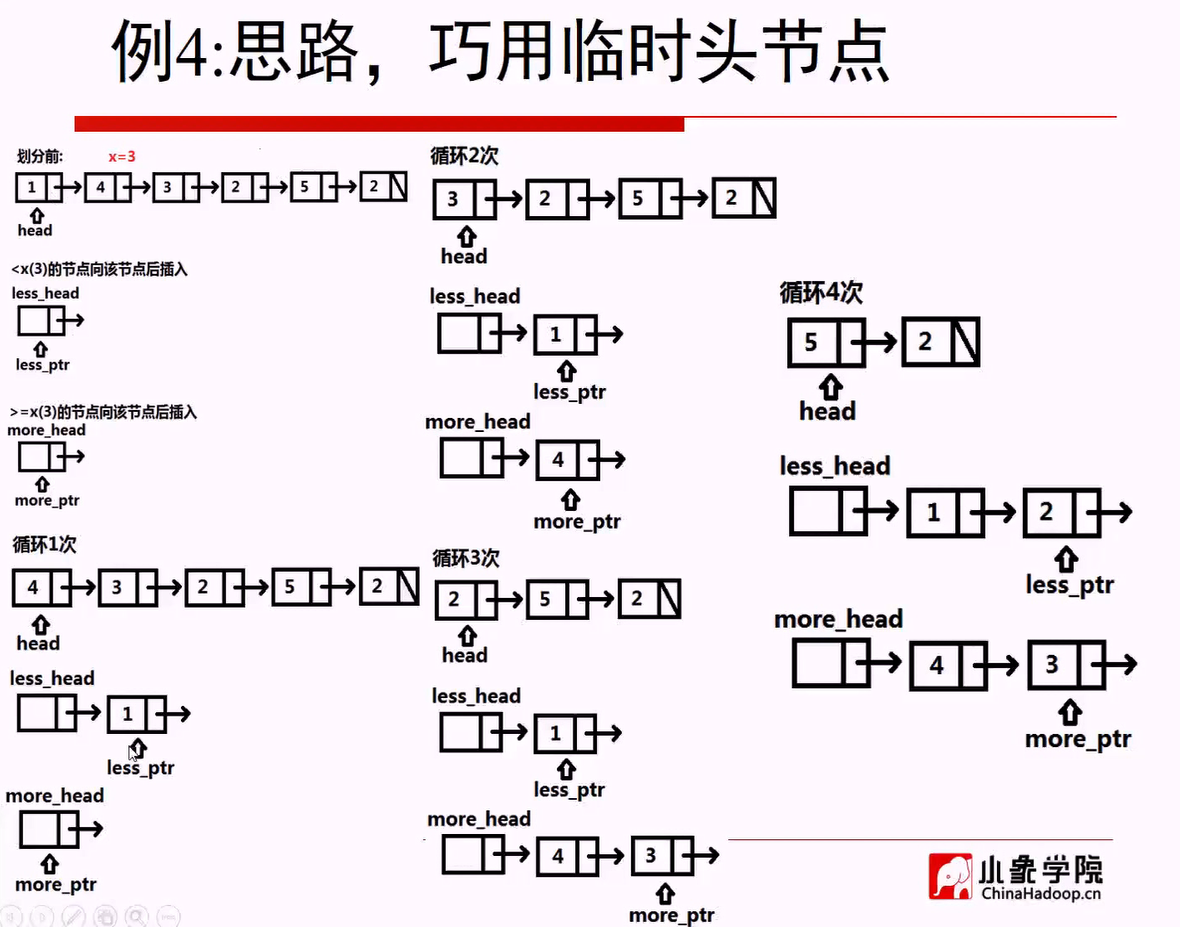 例4:思路，巧用临时头节点
划分前: x=3
1 4 3 2 5 2
head
<x(3)的节点向该节点后插入
less_head
less_ptr
>=x(3)的节点向该节点后插入
more_head
more_ptr
循环1次
4 3 2 5 2
head
less_head
1
less_ptr
more_head
more_ptr
循环2次
3 2 5 2
head
less_head
1
less_ptr
more_head
4
more_ptr
循环3次
2 5 2
head
less_head
1
less_ptr
more_head
4 3
more_ptr
循环4次
5 2
head
less_head
1 2
less_ptr
more_head
4 3
more_ptr
小象学院
ChinaHadoop.cn